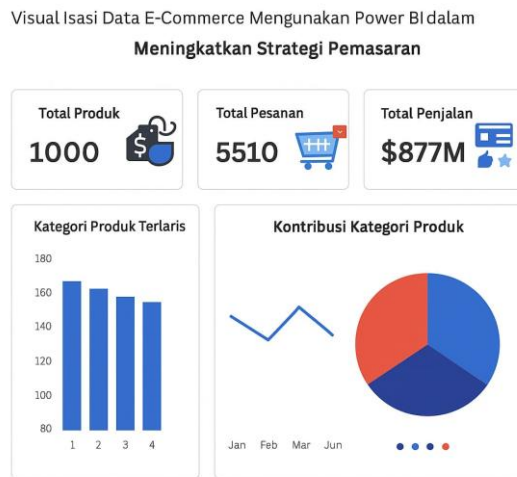 Visual Isasi Data E-Commerce Mengunakan Power BI dalam
Meningkatkan Strategi Pemasaran
Total Produk
1000
$
Total Pesanan
5510
Total Penjalan
$877M
Kategori Produk Terlaris
180
160
140
120
100
80
1 2 3 4
Kontribusi Kategori Produk
Jan Feb Mar Jun